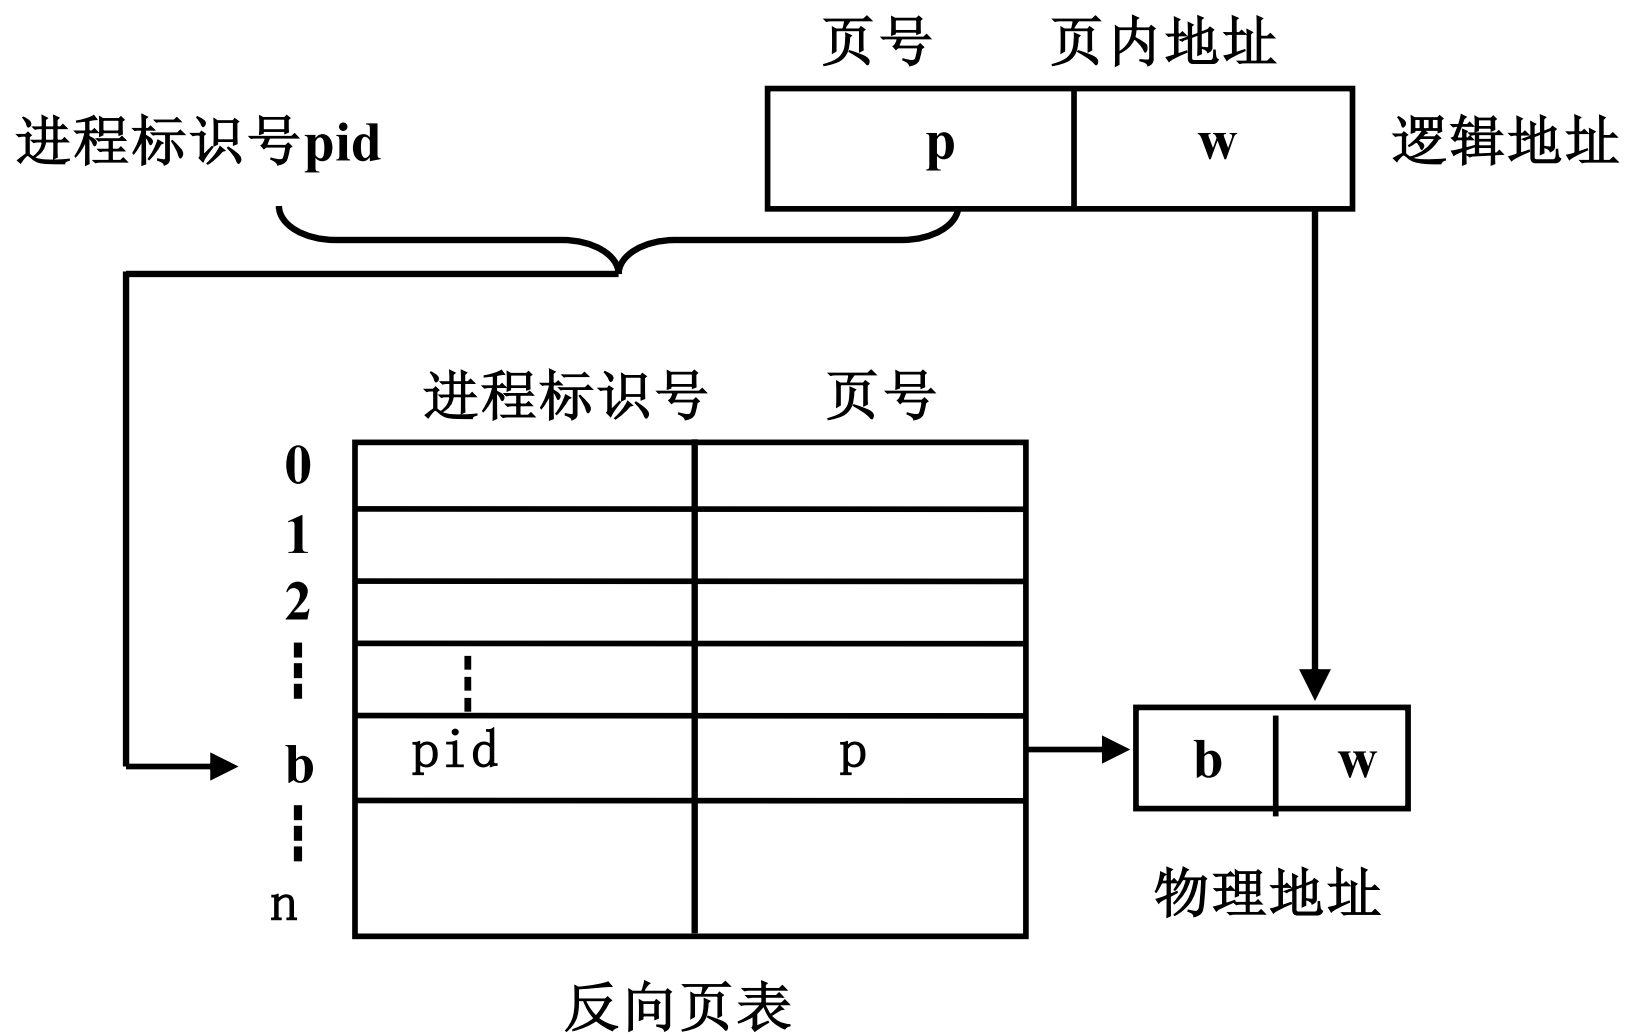 页号 页内地址
进程标识号pid
p w
逻辑地址
进程标识号 页号
0
1
2
b pid p
b w
n
物理地址
反向页表